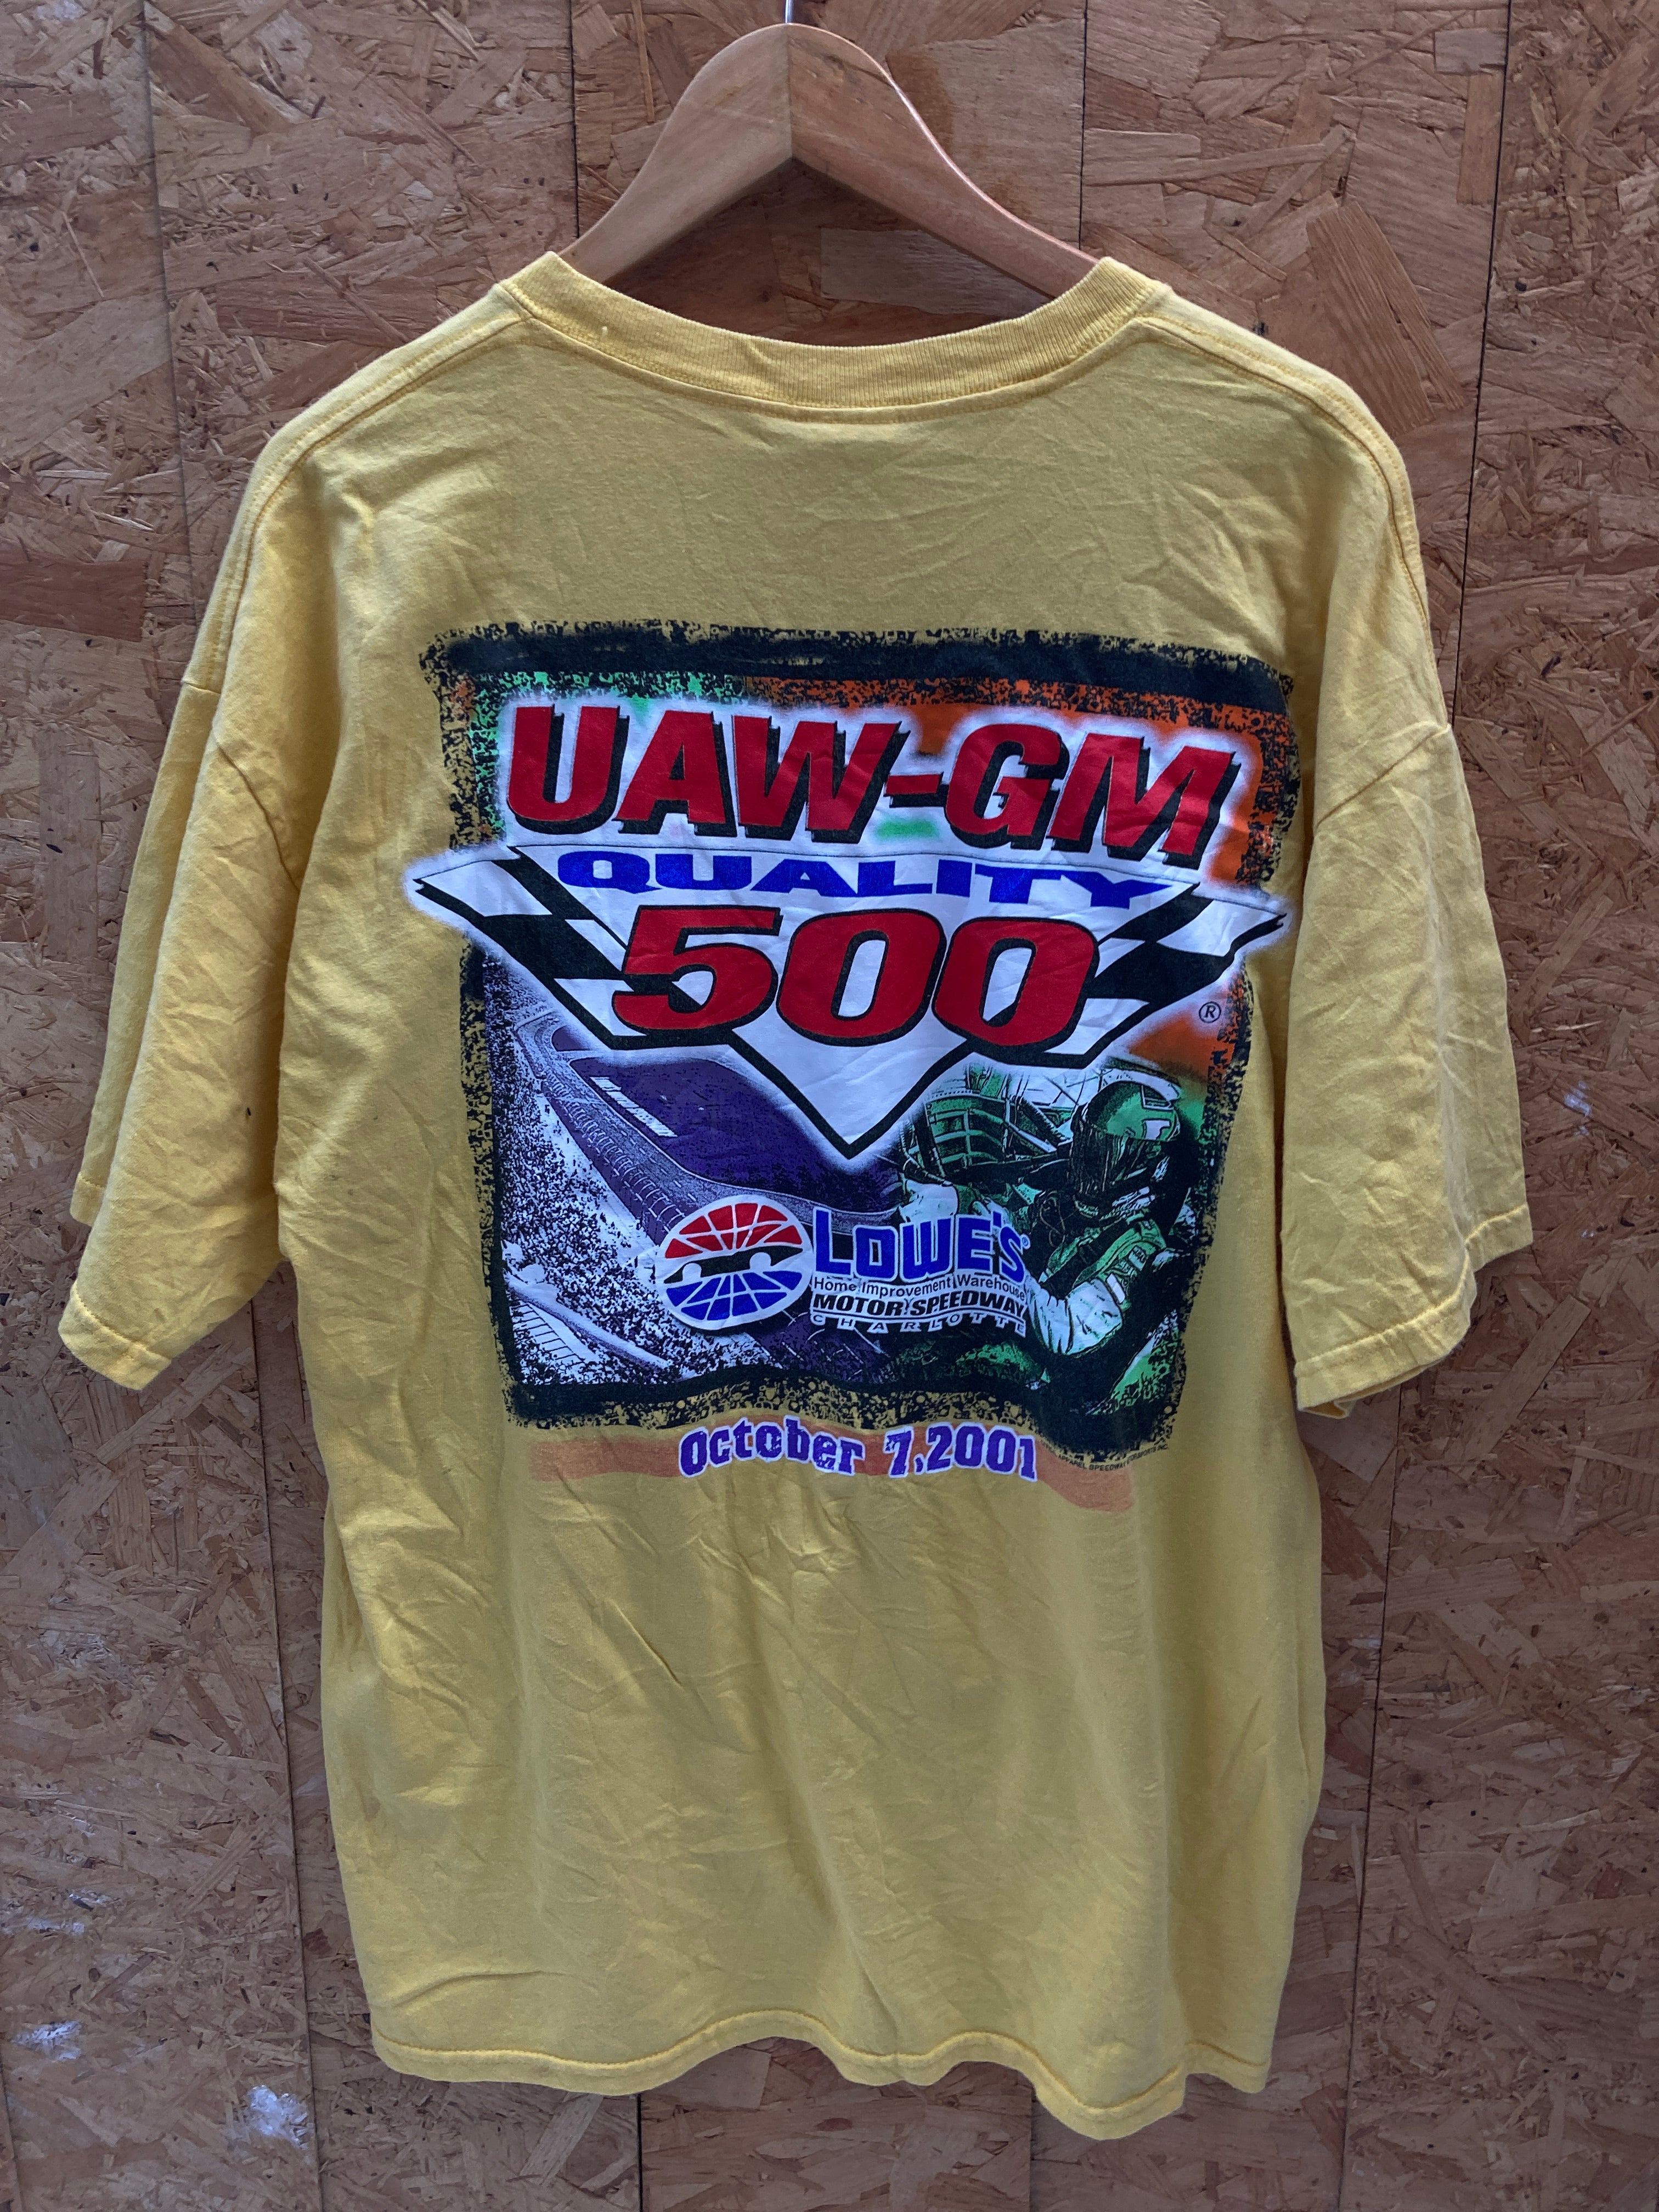 UAW-GM
QUALITY
500
®
LOWE'S®
Home Improvement Warehouse
MOTOR SPEEDWAY
CHARLOTTE
October 7,2001